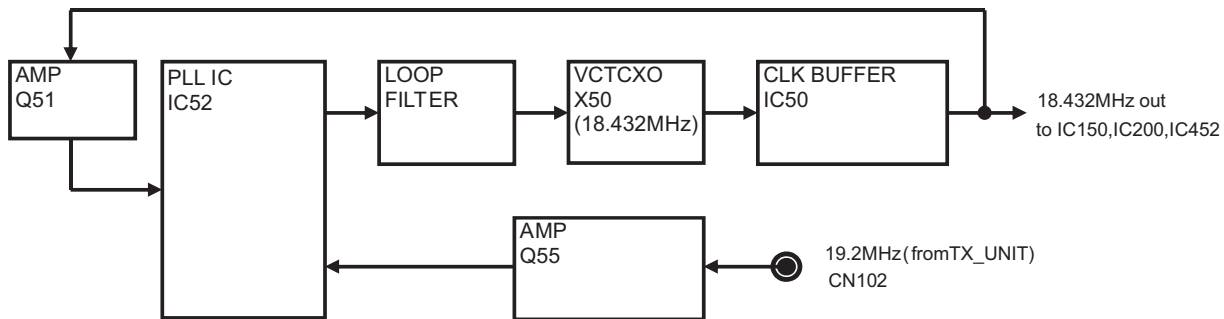 AMP
Q51
PLL IC
IC52
LOOP
FILTER
VCTCXO
X50
(18.432MHz)
CLK BUFFER
IC50
18.432MHz out
to IC150,IC200,IC452
AMP
Q55
19.2MHz(fromTX_UNIT)
CN102